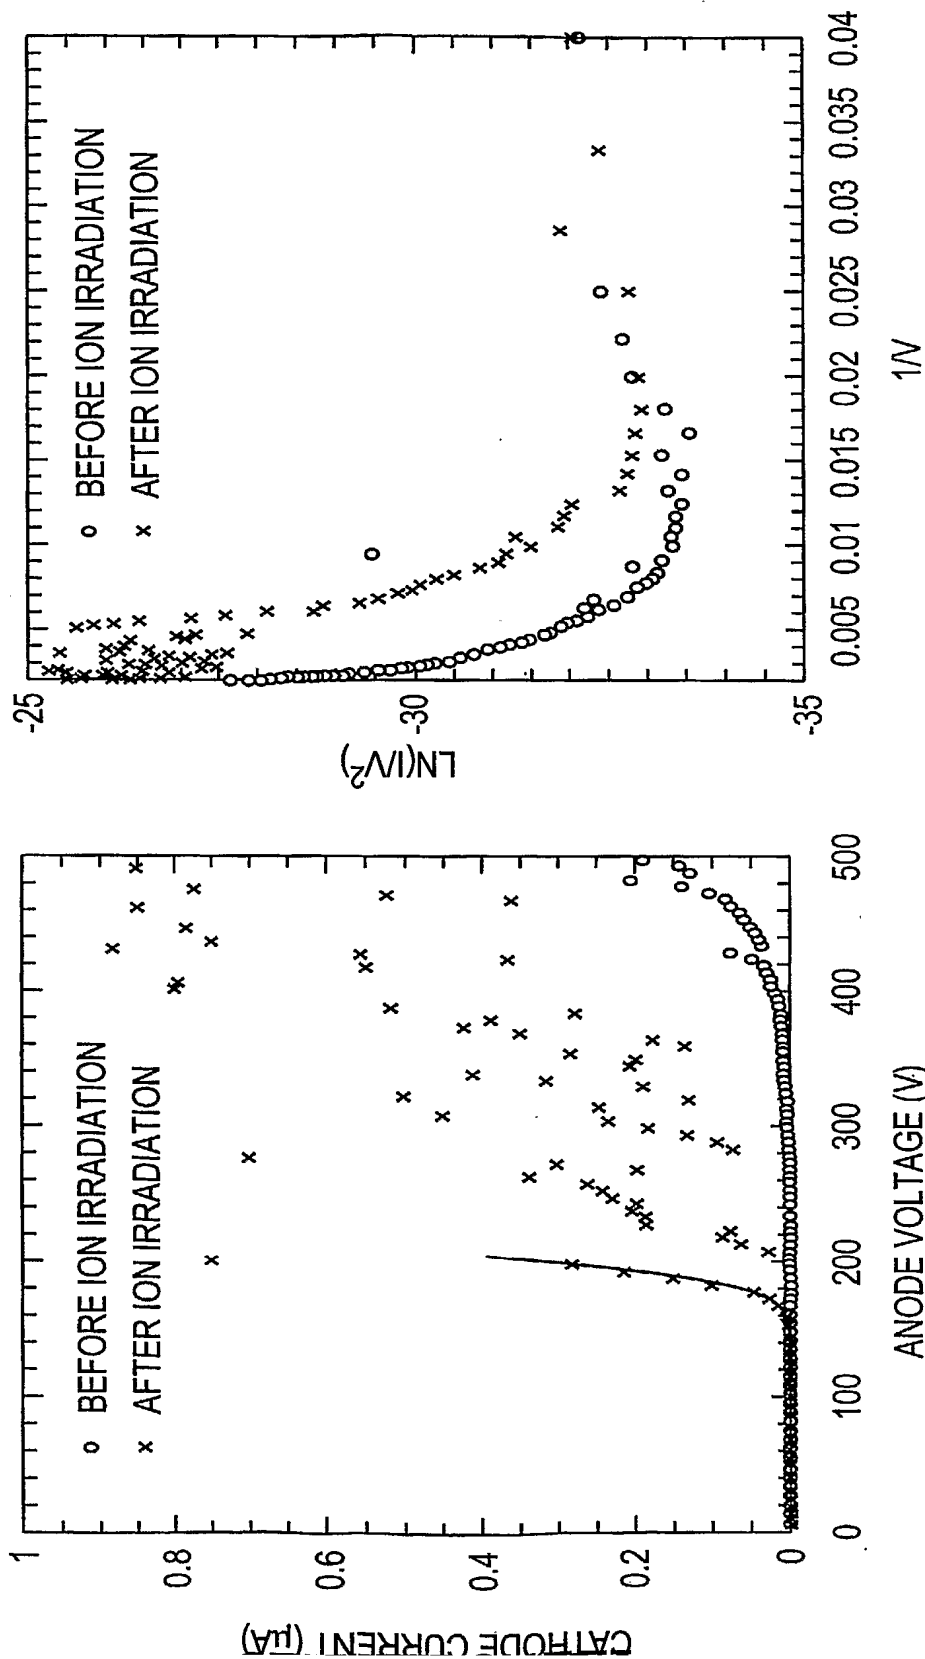 CATHODE CURRENT (µA)
1
0.8
0.6
0.4
0.2
0
o BEFORE ION IRRADIATION
x AFTER ION IRRADIATION
0 100 200 300 400 500
ANODE VOLTAGE (V)
LN(I/V²)
-25
-30
-35
o BEFORE ION IRRADIATION
x AFTER ION IRRADIATION
0.005 0.01 0.015 0.02 0.025 0.03 0.035 0.04
1/V